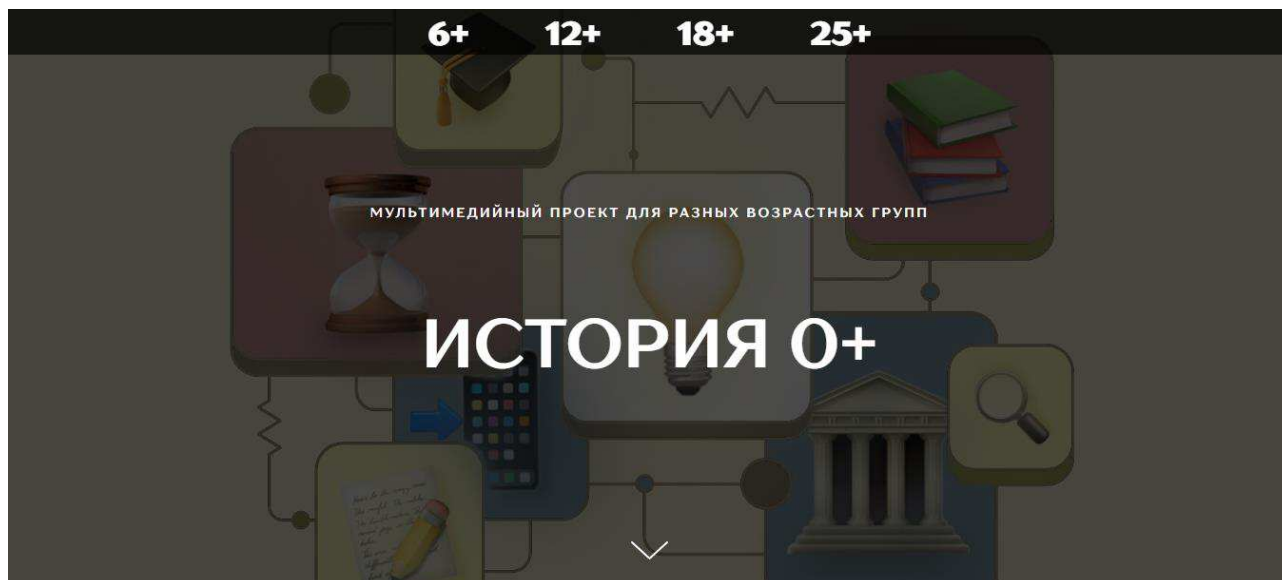 6+ 12+ 18+ 25+
МУЛЬТИМЕДИЙНЫЙ ПРОЕКТ ДЛЯ РАЗНЫХ ВОЗРАСТНЫХ ГРУПП
ИСТОРИЯ 0+